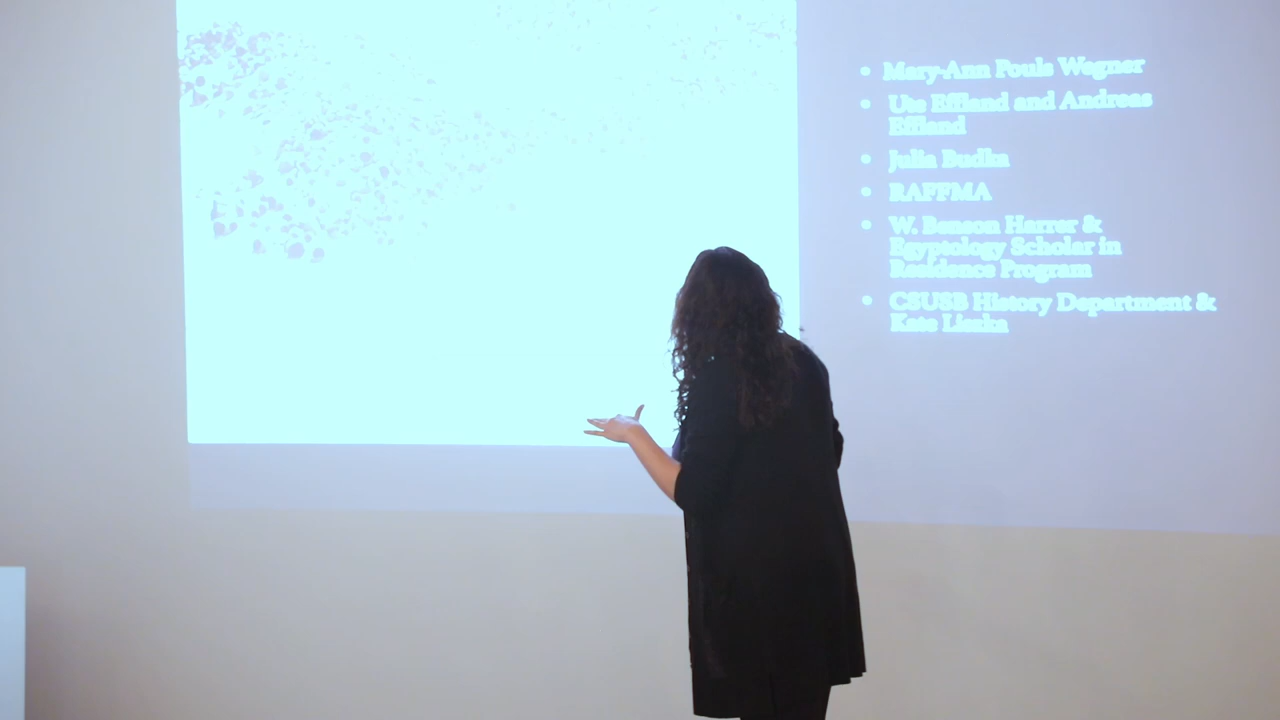 • Mary-Ann Pouls Wegner
• Ute Effland and Andreas
Effland
• Julia Budka
• RAFFMA
• W. Benson Harrer &
Egyptology Scholar in
Residence Program
• CSUSB History Department &
Kate Liszka